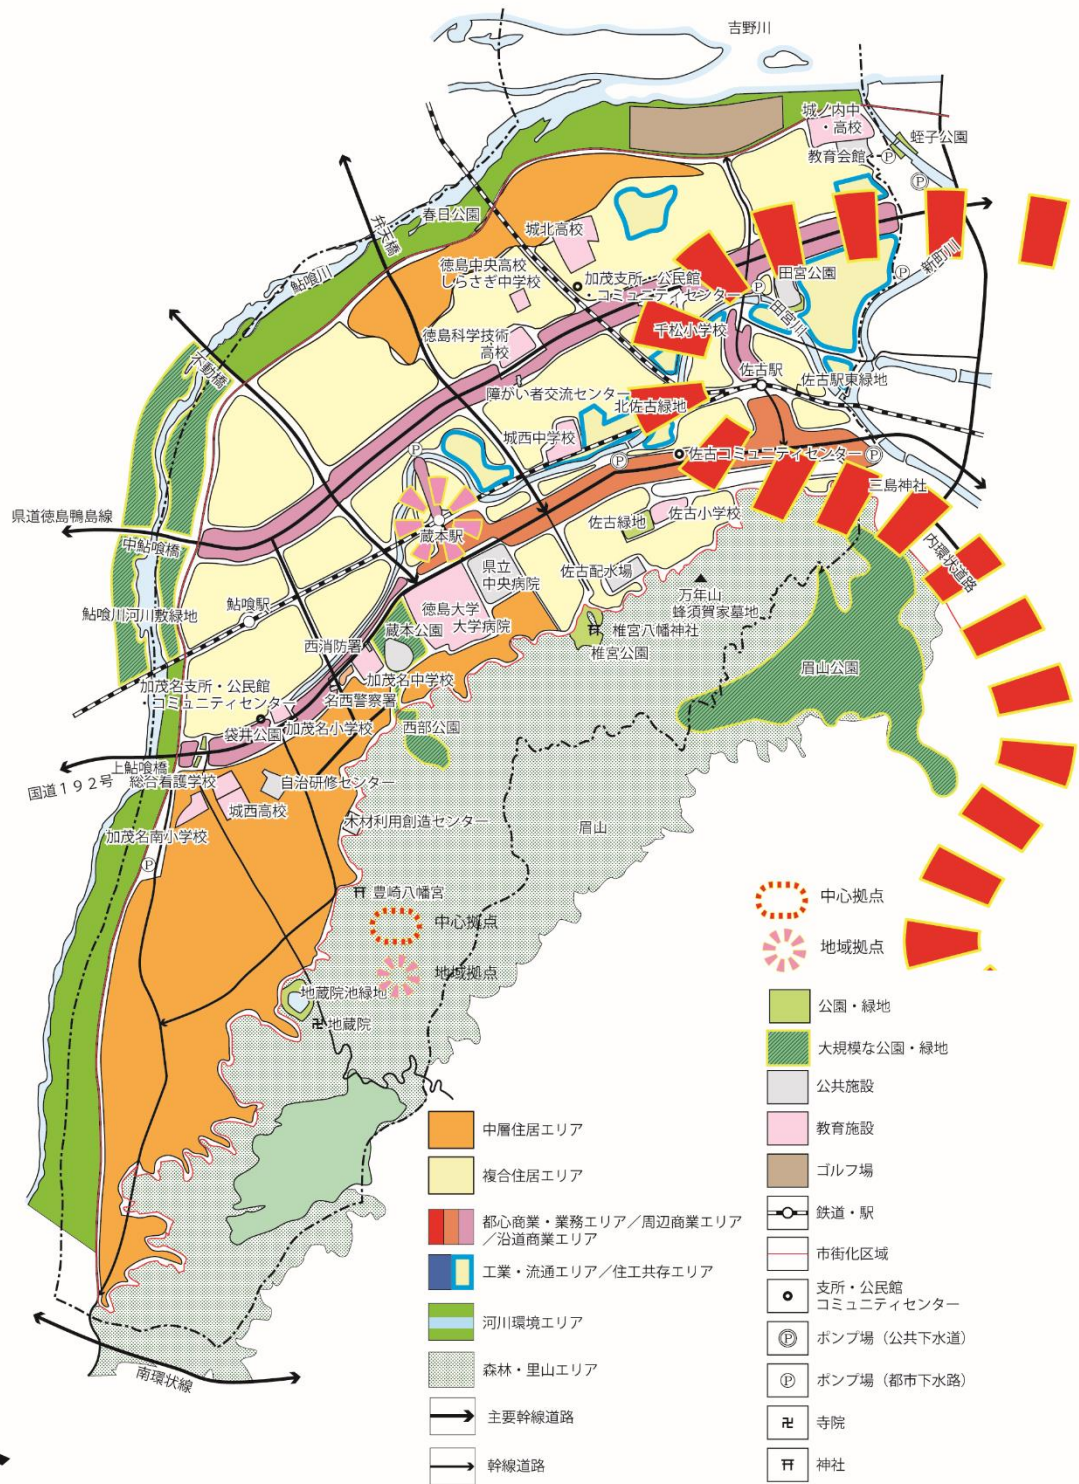 吉野川
城ノ内中
・高校
蛭子公園
教育会館
Ⓟ
Ⓟ
春日公園
弁天橋
城北高校
鮎喰川
徳島中央高校
しらさぎ中学校
加茂支所・公民館
・コミュニティセンター
田宮公園
新町川
Ⓟ
Ⓟ
田宮川
千松小学校
徳島科学技術
高校
不動橋
佐古駅
佐古駅東緑地
障がい者交流センター
北佐古緑地
城西中学校
Ⓟ
Ⓟ
佐古コミュニティセンター
Ⓟ
三島神社
県道徳島鴨島線
中鮎喰橋
蔵本駅
佐古緑地
佐古小学校
内環状道路
県立
中央病院
佐古配水場
万年山
蜂須賀家墓地
鮎喰駅
鮎喰川河川敷緑地
徳島大学
大学病院
蔵本公園
椎宮八幡神社
椎宮公園
西消防署
眉山公園
加茂名中学校
加茂名支所・公民館
・コミュニティセンター
名西警察署
加茂名小学校
袋井公園
西部公園
上鮎喰橋
国道１９２号
総合看護学校
自治研修センター
城西高校
木材利用創造センター
加茂名南小学校
眉山
Ⓟ
豊崎八幡宮
中心拠点
地域拠点
地蔵院池緑地
卍 地蔵院
南環状線
中層住居エリア
複合住居エリア
都心商業・業務エリア／周辺商業エリア
／沿道商業エリア
工業・流通エリア／住工共存エリア
河川環境エリア
森林・里山エリア
主要幹線道路
幹線道路
中心拠点
地域拠点
公園・緑地
大規模な公園・緑地
公共施設
教育施設
ゴルフ場
鉄道・駅
市街化区域
支所・公民館
コミュニティセンター
Ⓟ ポンプ場（公共下水道）
Ⓟ ポンプ場（都市下水路）
卍 寺院
神社